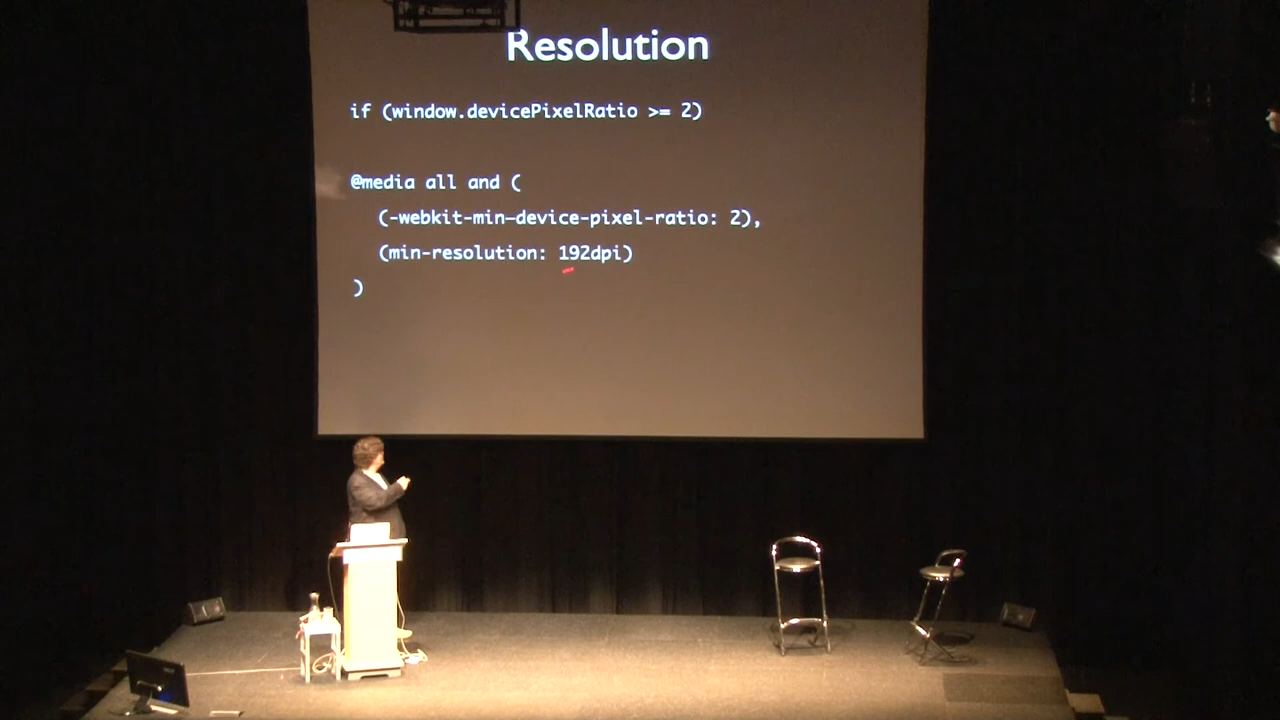 Resolution
if (window.devicePixelRatio >= 2)
@media all and (
(-webkit-min-device-pixel-ratio: 2),
(min-resolution: 192dpi)
)